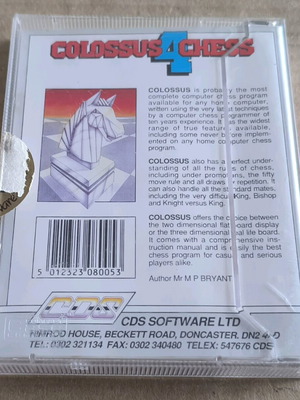 COLOSSUS 4 CHESS
COLOSSUS is probably the most
complete computer chess program
available for any home computer,
written using the very latest techniques
by a computer chess programmer of
ten years experience. It has the widest
range of true features available,
including some never before implem-
ented on any home computer chess
program.
COLOSSUS also has a perfect under-
standing of all the rules of chess,
including under promotions, the fifty
move rule and all draws by repetition. It
can also handle all the standard mates,
including the very difficult King, Bishop
and Knight versus King.
COLOSSUS offers the choice between
the two dimensional flat board display
or the three dimensional
board.
It comes with a comprehensive ins-
truction manual and is easily the best
chess program for casual and serious
players alike.
Author Mr M P BRYANT
5 012523 080053
CDS
CDS SOFTWARE LTD
NIMROD HOUSE, BECKETT ROAD, DONCASTER. DN2 4AD
TEL: 0302 321134 FAX: 0302 340480 TELEX: 547676 CDS